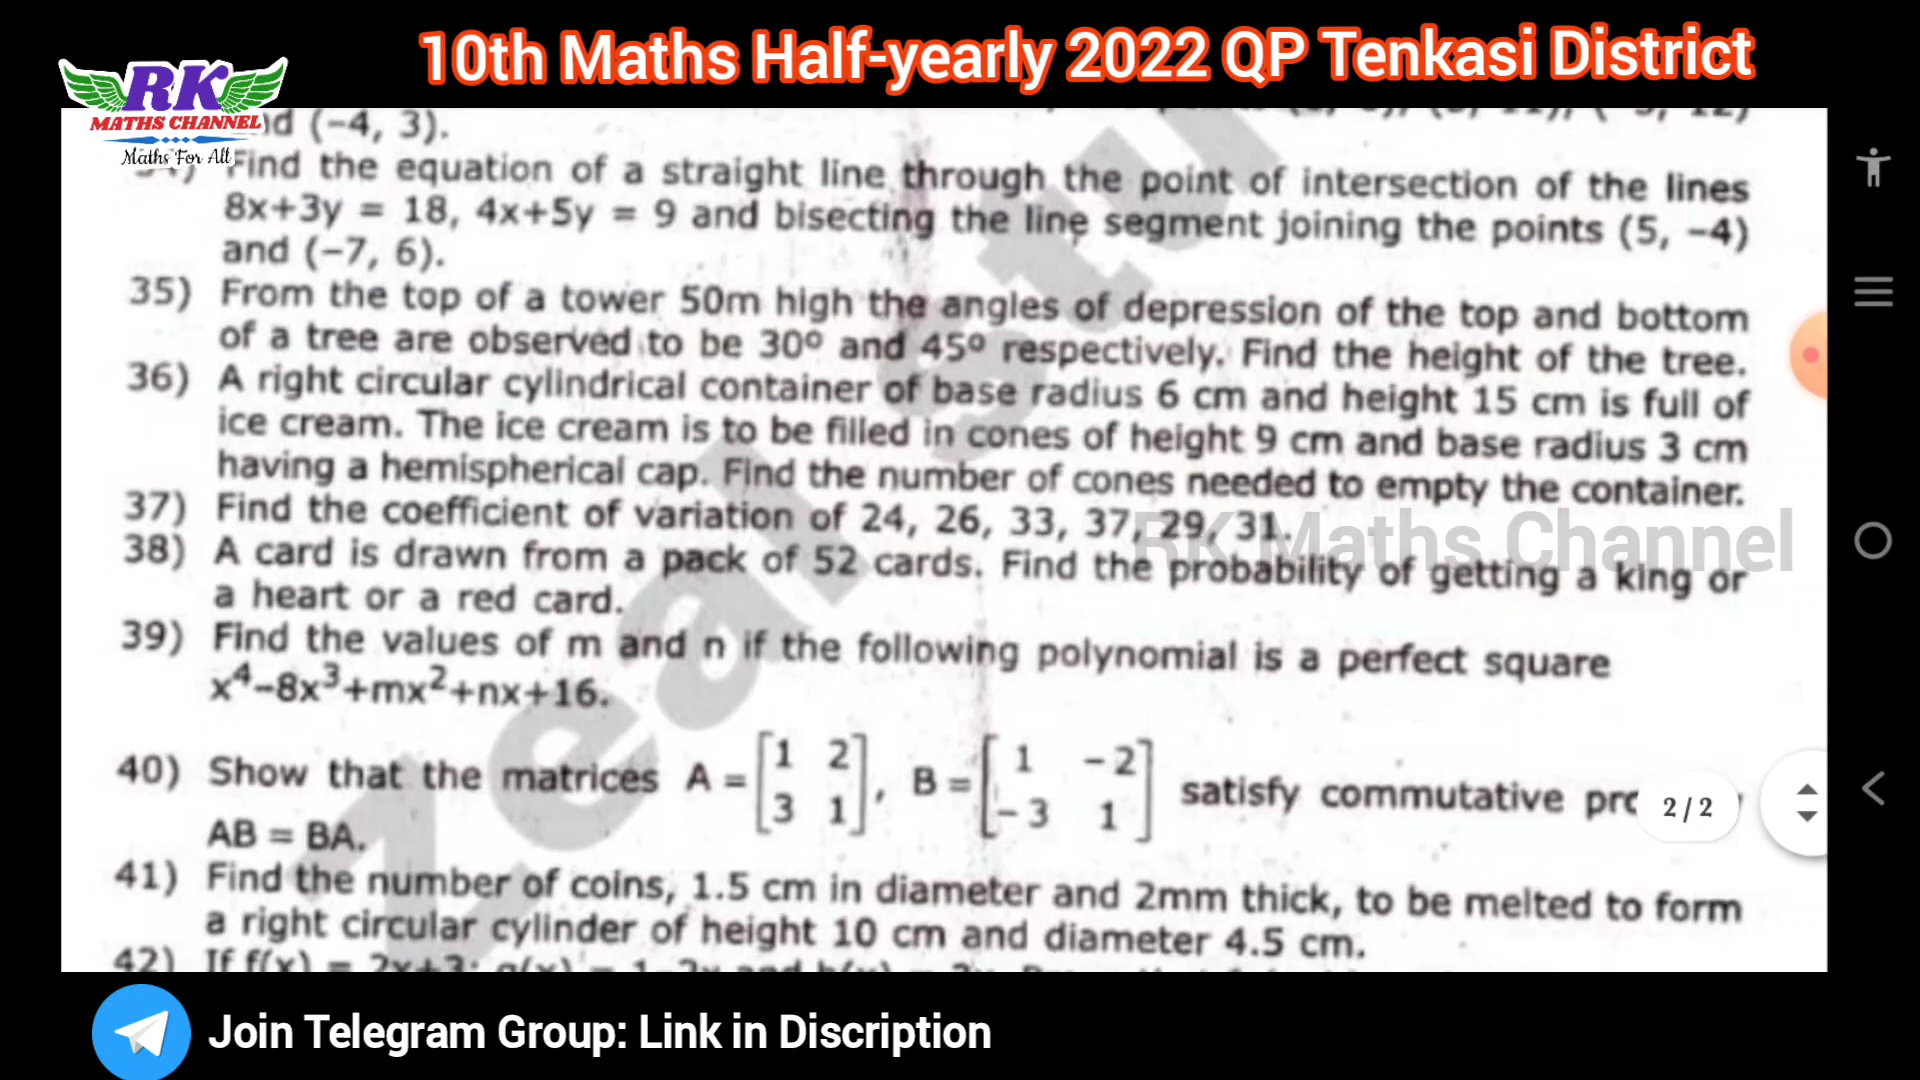 10th Maths Half-yearly 2022 QP Tenkasi District
RK
MATHS CHANNEL
Maths For All
(-4, 3).
Find the equation of a straight line through the point of intersection of the lines
8x+3y = 18, 4x+5y = 9 and bisecting the line segment joining the points (5, -4)
and (-7, 6).
35) From the top of a tower 50m high the angles of depression of the top and bottom
of a tree are observed to be 30º and 45º respectively. Find the height of the tree.
36) A right circular cylindrical container of base radius 6 cm and height 15 cm is full of
ice cream. The ice cream is to be filled in cones of height 9 cm and base radius 3 cm
having a hemispherical cap. Find the number of cones needed to empty the container.
37) Find the coefficient of variation of 24, 26, 33, 37, 29, 31.
RK Maths Channel
38) A card is drawn from a pack of 52 cards. Find the probability of getting a king or
a heart or a red card.
39) Find the values of m and n if the following polynomial is a perfect square
x⁴-8x³+mx²+nx+16.
40) Show that the matrices A = [1 2 3 1], B = [1 -2 -3 1] satisfy commutative
2/2
AB = BA.
41) Find the number of coins, 1.5 cm in diameter and 2mm thick, to be melted to form
a right circular cylinder of height 10 cm and diameter 4.5 cm.
42) If f(x) = 2x+3;
Zeal Stu
Join Telegram Group: Link in Discription